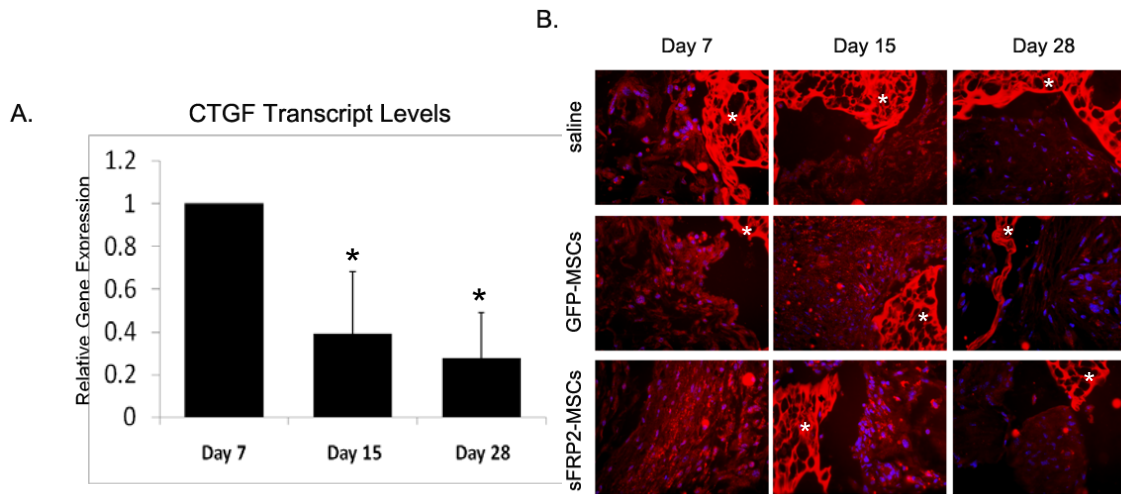 A.
CTGF Transcript Levels
Relative Gene Expression
1.2
1
0.8
0.6
0.4
0.2
0
*
*
Day 7
Day 15
Day 28
B.
Day 7
Day 15
Day 28
saline
*
*
*
GFP-MSCs
*
*
*
sFRP2-MSCs
*
*